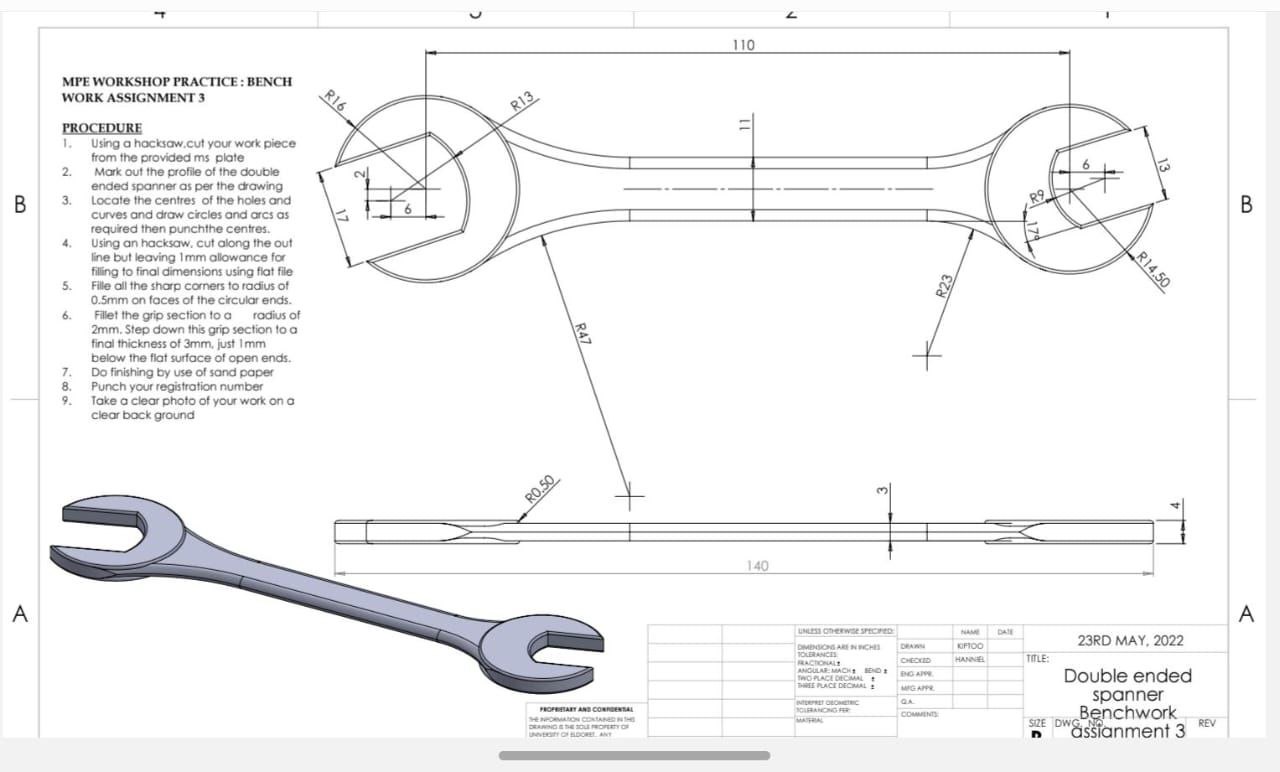 MPE WORKSHOP PRACTICE : BENCH
WORK ASSIGNMENT 3
PROCEDURE
1. Using a hacksaw,cut your work piece
from the provided ms plate
2. Mark out the profile of the double
ended spanner as per the drawing
3. Locate the centres of the holes and
curves and draw circles and arcs as
required then punchthe centres.
4. Using an hacksaw, cut along the out
line but leaving 1mm allowance for
filling to final dimensions using flat file
5. Fille all the sharp corners to radius of
0.5mm on faces of the circular ends.
6. Fillet the grip section to a radius of
2mm. Step down this grip section to a
final thickness of 3mm, just 1mm
below the flat surface of open ends.
7. Do finishing by use of sand paper
8. Punch your registration number
9. Take a clear photo of your work on a
clear back ground
110
R16
R13
11
2
6
17
6
13
R9
17°
R14.50
R23
R47
B
B
R0.50
3
4
140
A
A
UNLESS OTHERWISE SPECIFIED:
DIMENSIONS ARE IN INCHES
TOLERANCES:
FRACTIONAL ±
ANGULAR: MACH ± BEND ±
TWO PLACE DECIMAL ±
THREE PLACE DECIMAL ±
INTERPRET GEOMETRIC
TOLERANCING PER:
MATERIAL
NAME DATE
DRAWN KIPTOO
CHECKED HANNIEL
ENG APPR.
MFG APPR.
Q.A.
COMMENTS:
23RD MAY, 2022
TITLE:
Double ended
spanner
Benchwork
assignment 3
SIZE DWG. NO. REV
PROPRIETARY AND CONFIDENTIAL
THE INFORMATION CONTAINED IN THIS
DRAWING IS THE SOLE PROPERTY OF
UNIVERSITY OF ELDORET. ANY